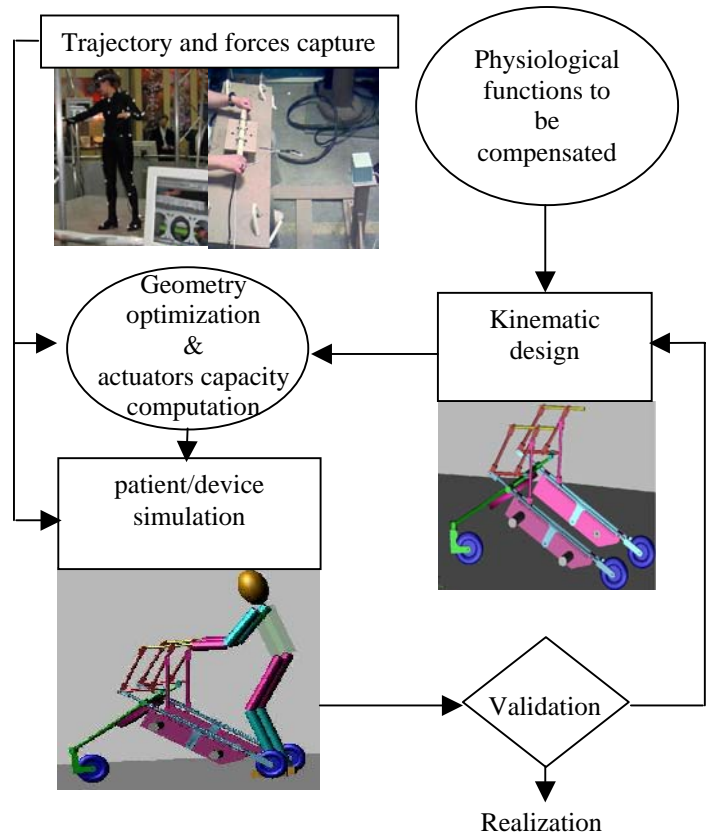 Trajectory and forces capture
Physiological
functions to
be
compensated
Geometry
optimization
&
actuators capacity
computation
Kinematic
design
patient/device
simulation
Validation
Realization